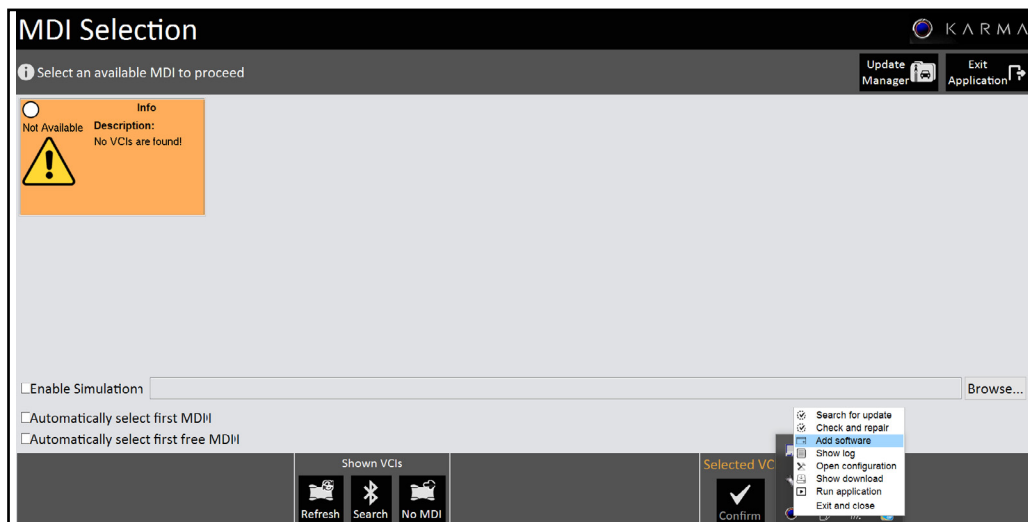 MDI Selection
KARMA
Select an available MDI to proceed
Update Manager
Exit Application
Info
Not Available
Description:
No VCIs are found!
Enable Simulation
Browse...
Automatically select first MDI
Automatically select first free MDI
Search for update
Check and repair
Add software
Show log
Open configuration
Show download
Run application
Exit and close
Shown VCIs
Selected VC
Refresh
Search
No MDI
Confirm